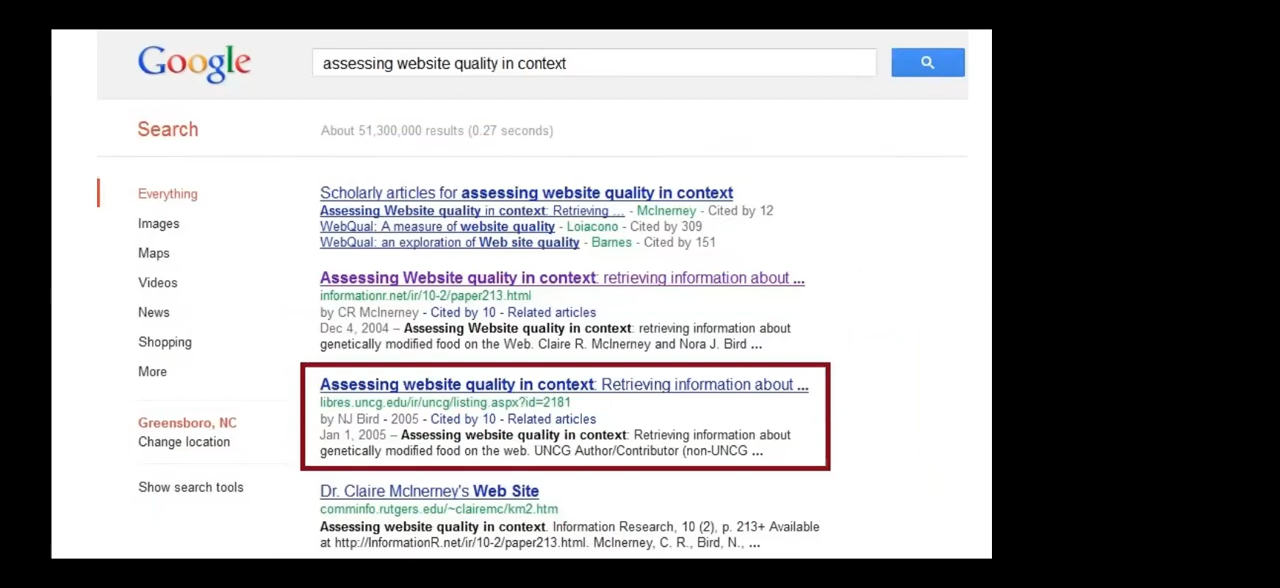 Google
assessing website quality in context
Search
About 51,300,000 results (0.27 seconds)
Everything
Images
Maps
Videos
News
Shopping
More
Greensboro, NC
Change location
Show search tools
Scholarly articles for assessing website quality in context
Assessing Website quality in context: Retrieving ... - McInerney - Cited by 12
WebQual: A measure of website quality - Loiacono - Cited by 309
WebQual: an exploration of Web site quality - Barnes - Cited by 151
Assessing Website quality in context: retrieving information about ...
informationr.net/ir/10-2/paper213.html
by CR McInerney - Cited by 10 - Related articles
Dec 4, 2004 – Assessing Website quality in context: retrieving information about
genetically modified food on the Web. Claire R. McInerney and Nora J. Bird ...
Assessing website quality in context: Retrieving information about ...
libres.uncg.edu/ir/uncg/listing.aspx?id=2181
by NJ Bird - 2005 - Cited by 10 - Related articles
Jan 1, 2005 – Assessing website quality in context: Retrieving information about
genetically modified food on the web. UNCG Author/Contributor (non-UNCG ...
Dr. Claire McInerney's Web Site
comminfo.rutgers.edu/~clairemc/km2.htm
Assessing website quality in context. Information Research, 10 (2), p. 213+ Available
at http://InformationR.net/ir/10-2/paper213.html. McInerney, C. R., Bird, N., ...